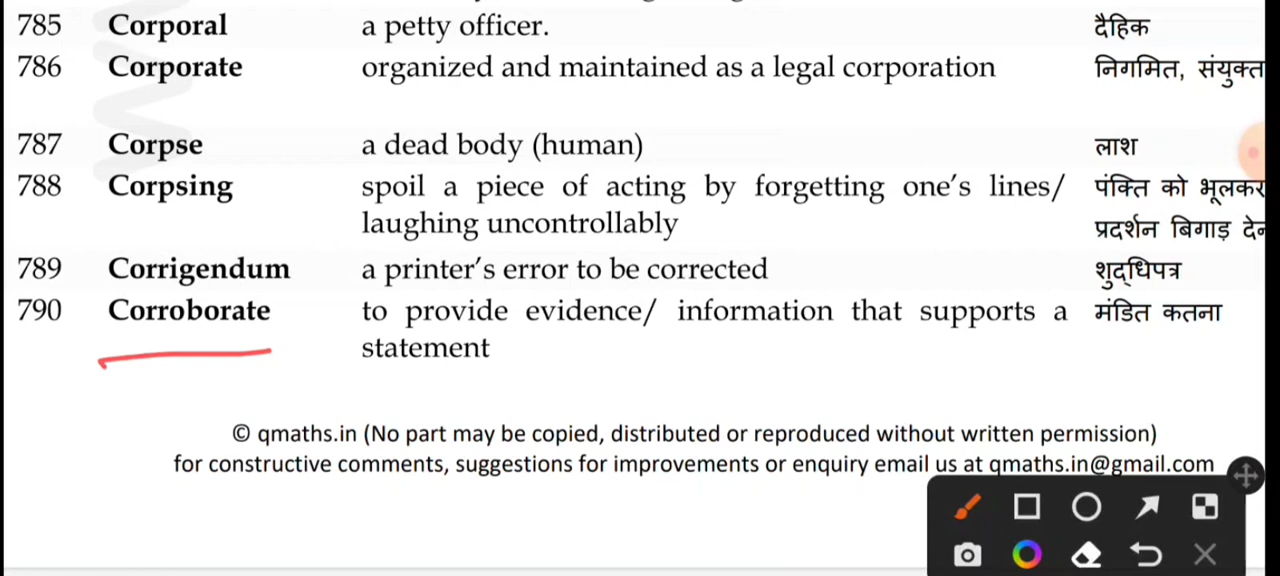 785 Corporal a petty officer. दैहिक
786 Corporate organized and maintained as a legal corporation निगमित, संयुक्त
787 Corpse a dead body (human) लाश
788 Corpsing spoil a piece of acting by forgetting one's lines/ पंक्ति को भूलकर
laughing uncontrollably प्रदर्शन बिगाड़
789 Corrigendum a printer's error to be corrected शुद्धिपत्र
790 Corroborate to provide evidence/ information that supports a मंडित कतना
statement
© qmaths.in (No part may be copied, distributed or reproduced without written permission)
for constructive comments, suggestions for improvements or enquiry email us at qmaths.in@gmail.com